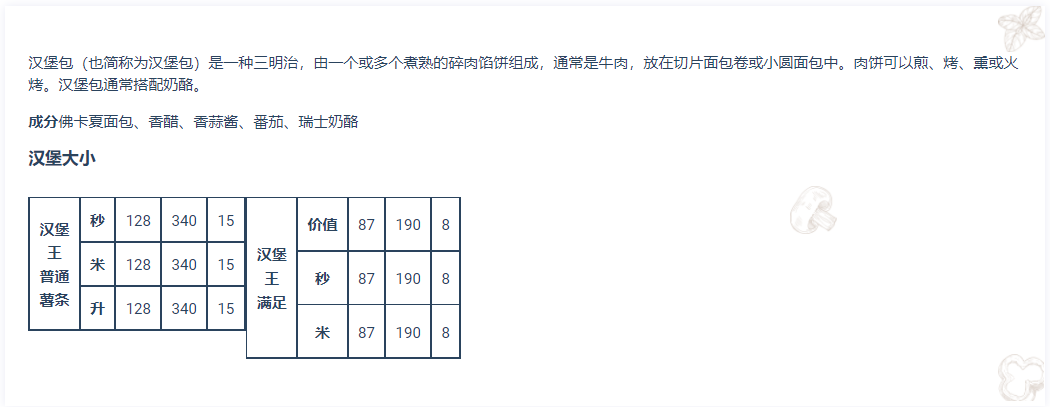 汉堡包（也简称为汉堡包）是一种三明治，由一个或多个煮熟的碎肉馅饼组成，通常是牛肉，放在切片面包卷或小圆面包中。肉饼可以煎、烤、熏或火
烤。汉堡包通常搭配奶酪。
成分佛卡夏面包、香醋、香蒜酱、番茄、瑞士奶酪
汉堡大小
汉堡
王
普通
薯条
秒 128 340 15
米 128 340 15
升 128 340 15
汉堡
王
满足
价值 87 190 8
秒 87 190 8
米 87 190 8